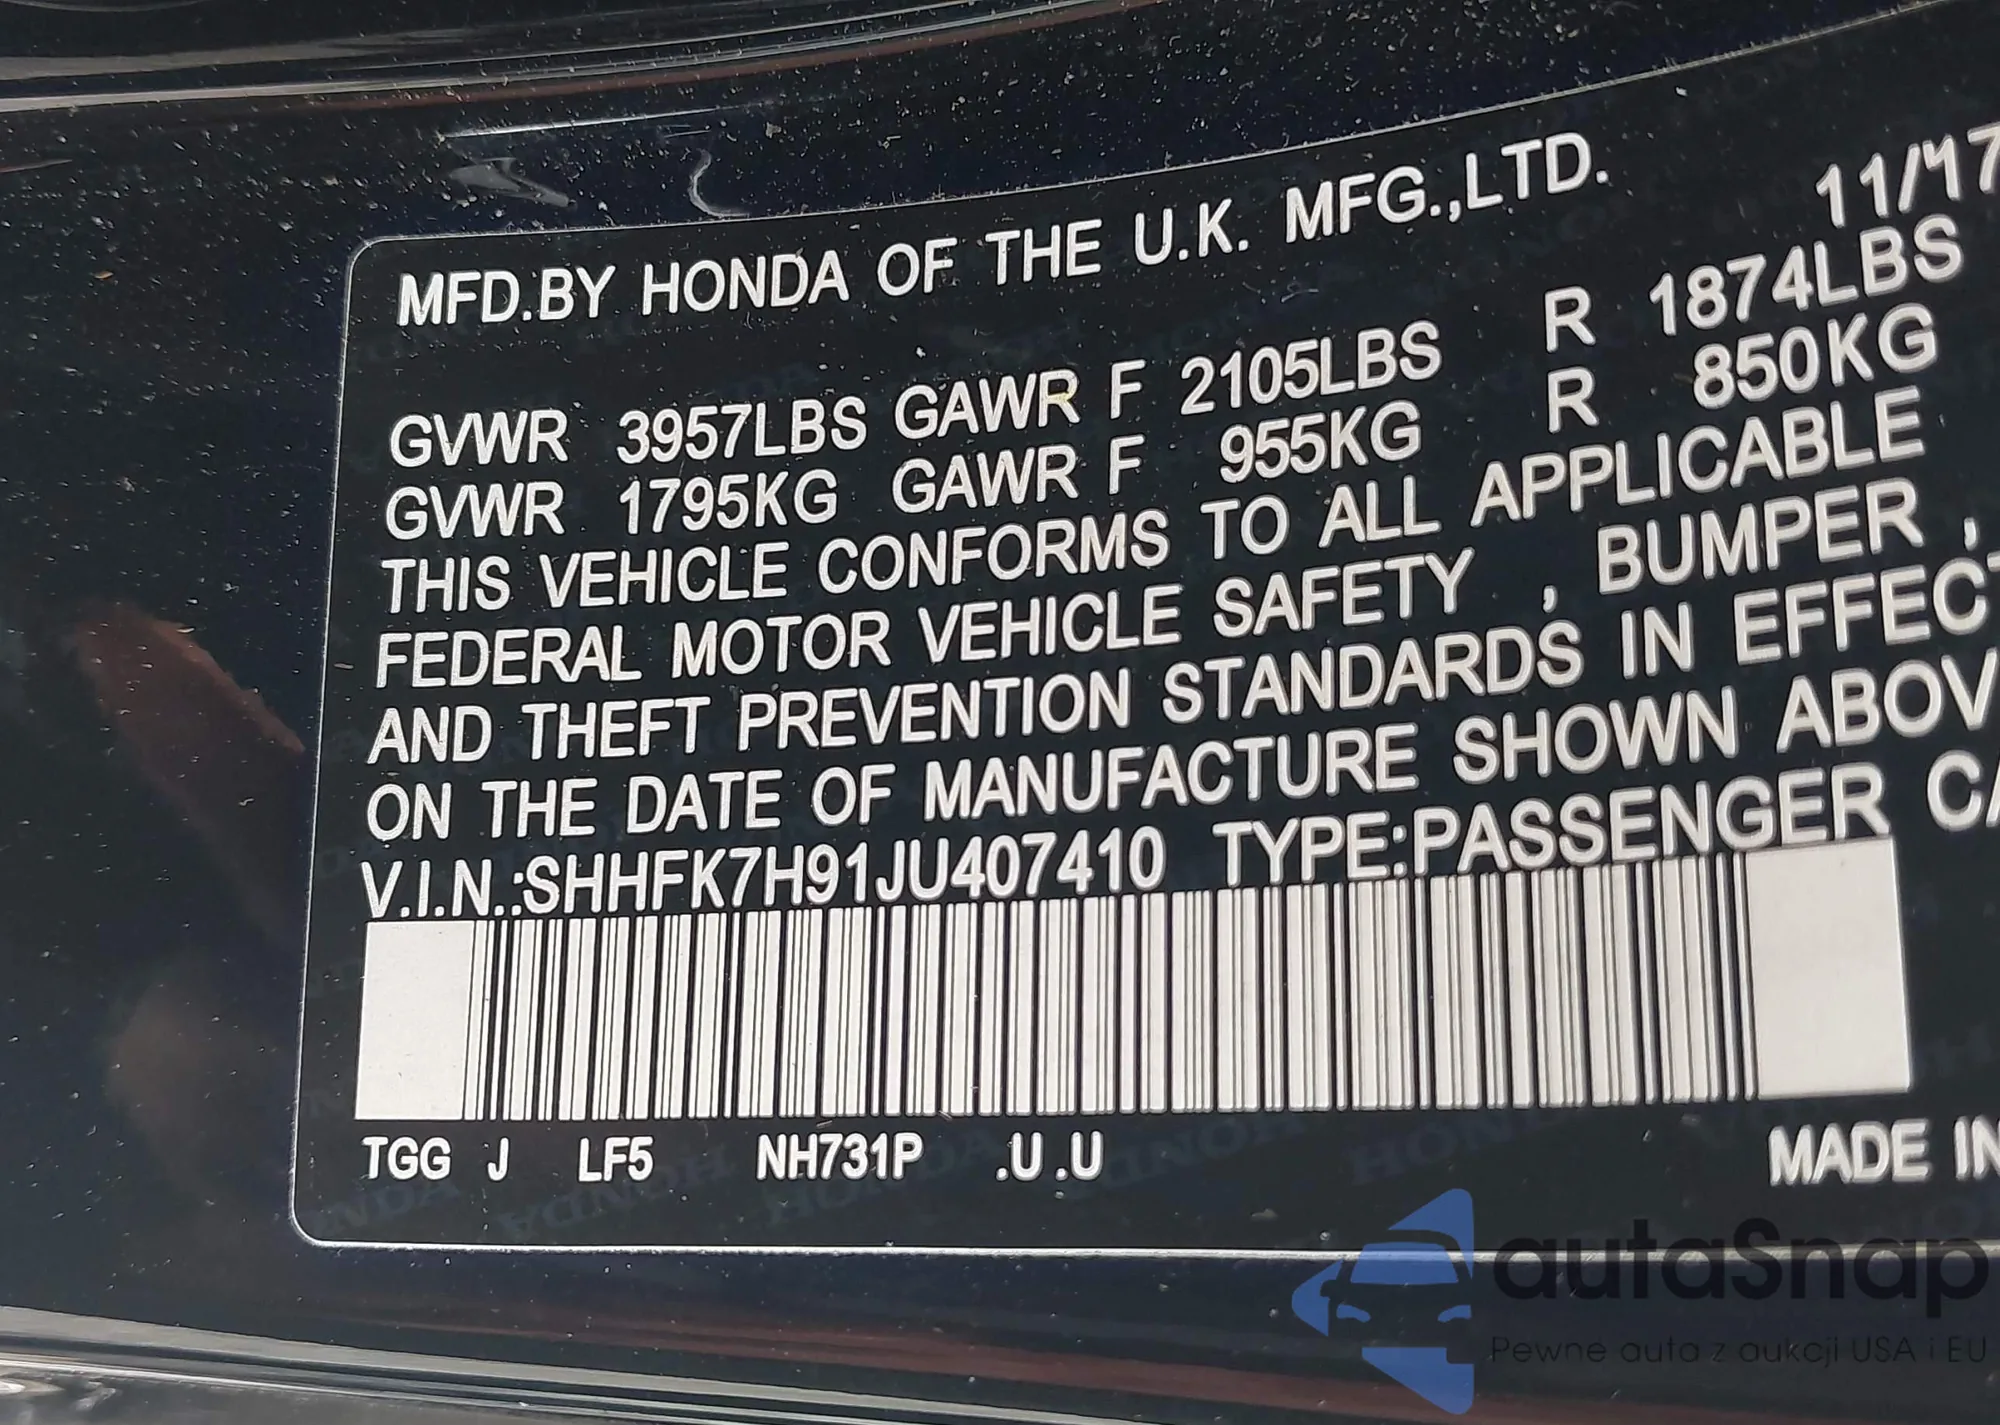 11/17
MFD.BY HONDA OF THE U.K. MFG.,LTD.
GVWR 3957LBS GAWR F 2105LBS R 1874LBS
GVWR 1795KG GAWR F 955KG R 850KG
THIS VEHICLE CONFORMS TO ALL APPLICABLE
FEDERAL MOTOR VEHICLE SAFETY , BUMPER ,
AND THEFT PREVENTION STANDARDS IN EFFECT
ON THE DATE OF MANUFACTURE SHOWN ABOV
V.I.N.:SHHFK7H91JU407410 TYPE:PASSENGER CA
TGG J LF5 NH731P .U .U
MADE IN
autaSnap
Pewne auta z aukcji USA i EU